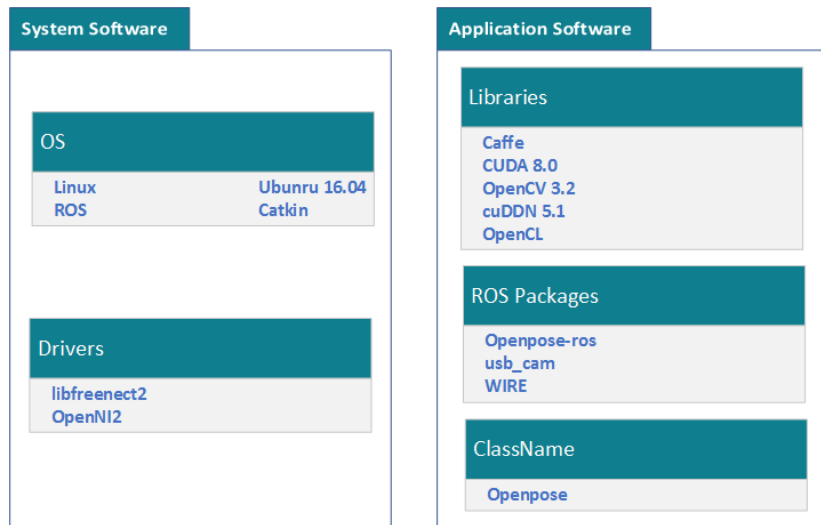 System Software
OS
Linux Ubunru 16.04
ROS Catkin
Drivers
libfreenect2
OpenNI2
Application Software
Libraries
Caffe
CUDA 8.0
OpenCV 3.2
cuDDN 5.1
OpenCL
ROS Packages
Openpose-ros
usb_cam
WIRE
ClassName
Openpose